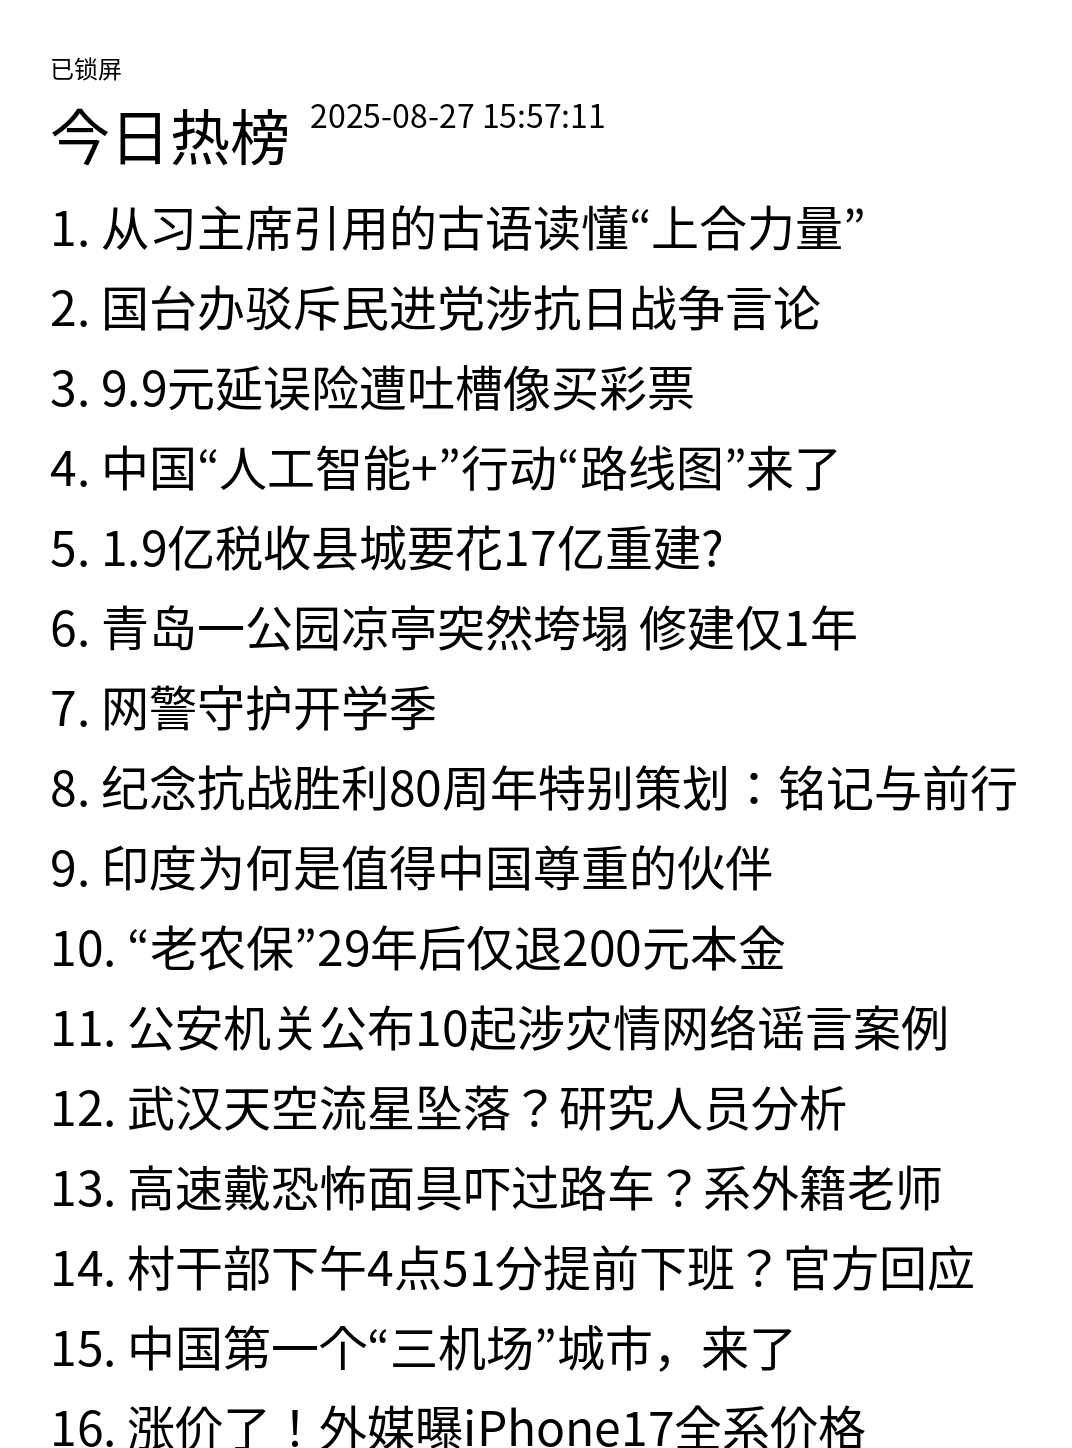 已锁屏
今日热榜 2025-08-27 15:57:11
1. 从习主席引用的古语读懂“上合力量”
2. 国台办驳斥民进党涉抗日战争言论
3. 9.9元延误险遭吐槽像买彩票
4. 中国“人工智能+”行动“路线图”来了
5. 1.9亿税收县城要花17亿重建?
6. 青岛一公园凉亭突然垮塌 修建仅1年
7. 网警守护开学季
8. 纪念抗战胜利80周年特别策划：铭记与前行
9. 印度为何是值得中国尊重的伙伴
10. “老农保”29年后仅退200元本金
11. 公安机关公布10起涉灾情网络谣言案例
12. 武汉天空流星坠落？研究人员分析
13. 高速戴恐怖面具吓过路车？系外籍老师
14. 村干部下午4点51分提前下班？官方回应
15. 中国第一个“三机场”城市，来了
16. 涨价了！外媒曝iPhone17全系价格